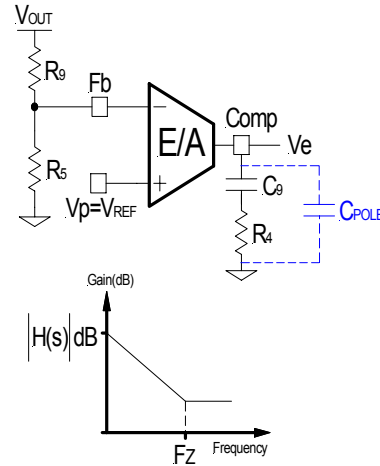 VOUT
R9
Fb
R5
E/A
Vp=VREF
Comp
Ve
C9
R4
CPOLE
Gain(dB)
|H(s)|dB
FZ
Frequency